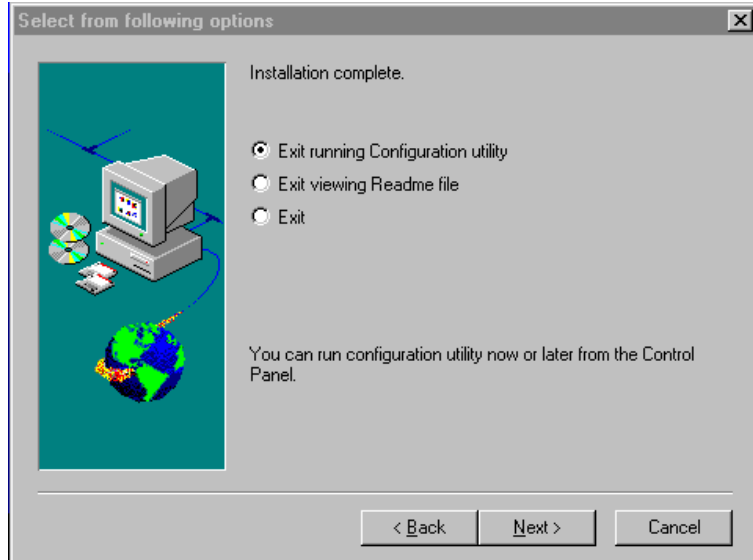 Select from following options
Installation complete.
Exit running Configuration utility
Exit viewing Readme file
Exit
You can run configuration utility now or later from the Control
Panel.
< Back
Next >
Cancel